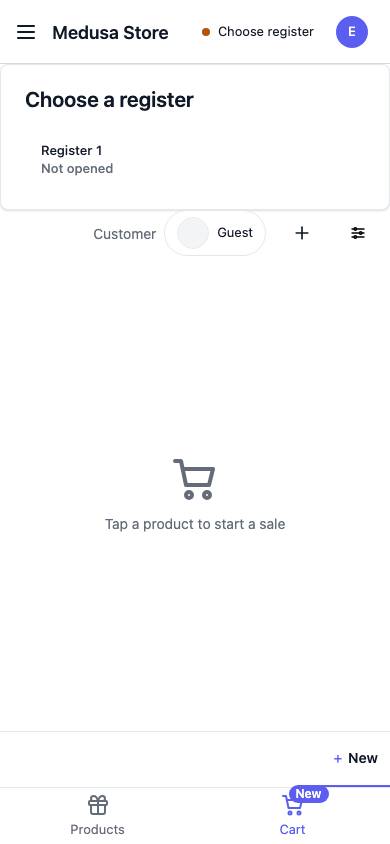 Medusa Store
Choose register
E
Choose a register
Register 1
Not opened
Customer
Guest
Tap a product to start a sale
+ New
New
Products
Cart